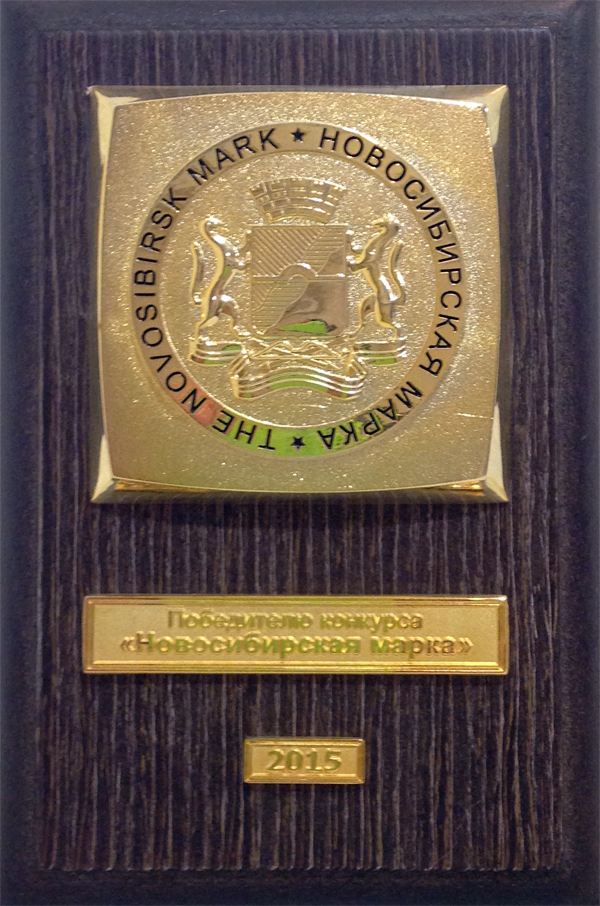 ★ НОВОСИБИРСКАЯ МАРКА ★ THE NOVOSIBIRSK MARK
Победителю конкурса
«Новосибирская марка»
2015